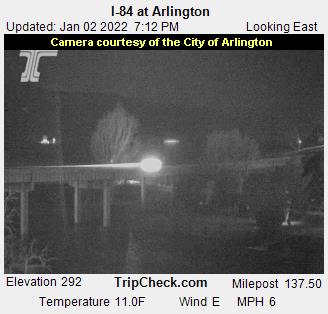 I-84 at Arlington
Updated: Jan 02 2022 7:12 PM Looking East
Camera courtesy of the City of Arlington
Elevation 292 TripCheck.com Milepost 137.50
Temperature 11.0F Wind E MPH 6